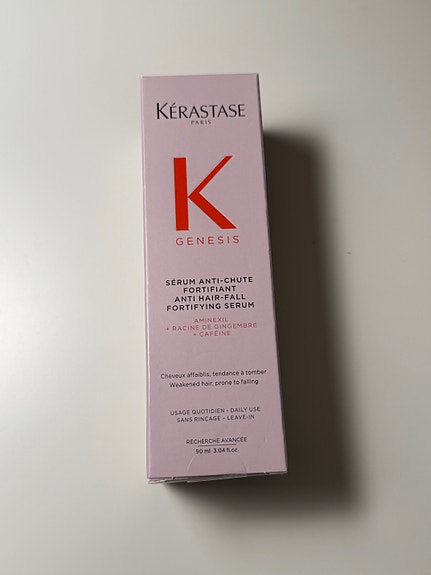 KÉRASTASE
PARIS
K
GENESIS
SÉRUM ANTI-CHUTE
FORTIFIANT
ANTI HAIR-FALL
FORTIFYING SERUM
AMINEXIL
+ RACINE DE GINGEMBRE
+ CAFÉINE
Cheveux affaiblis, tendance à tomber
Weakened hair, prone to falling
USAGE QUOTIDIEN - DAILY USE
SANS RINÇAGE - LEAVE-IN
RECHERCHE AVANCÉE
90 ml 3.04 fl.oz.